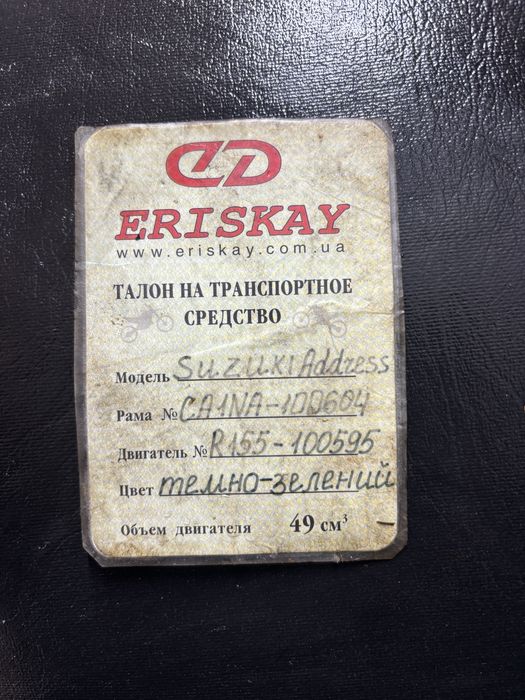 ERISKAY
www.eriskay.com.ua
ТАЛОН НА ТРАНСПОРТНОЕ
СРЕДСТВО
Модель SUZUKI Address
Рама № CA1NA-100604
Двигатель № R155-100595
Цвет темно-зелений
Объем двигателя 49 см³